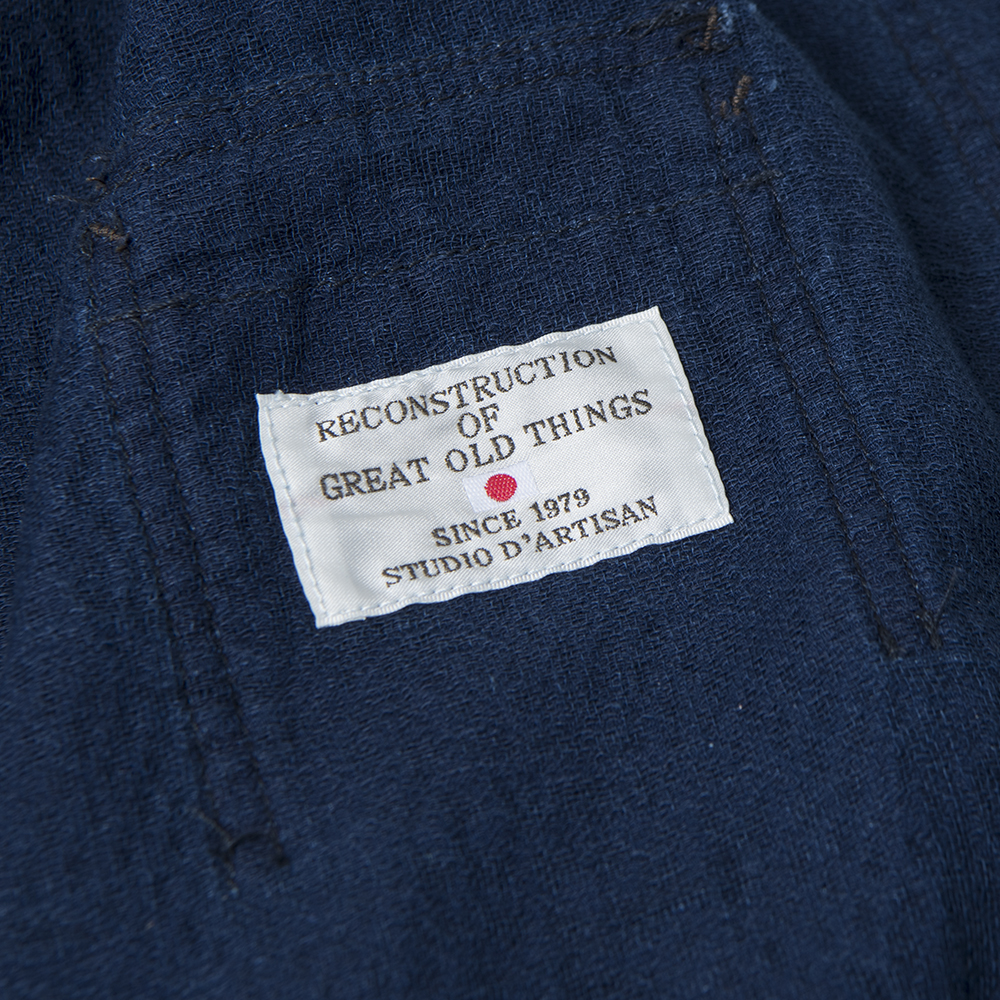 RECONSTRUCTION
OF
GREAT OLD THINGS
SINCE 1979
STUDIO D'ARTISAN